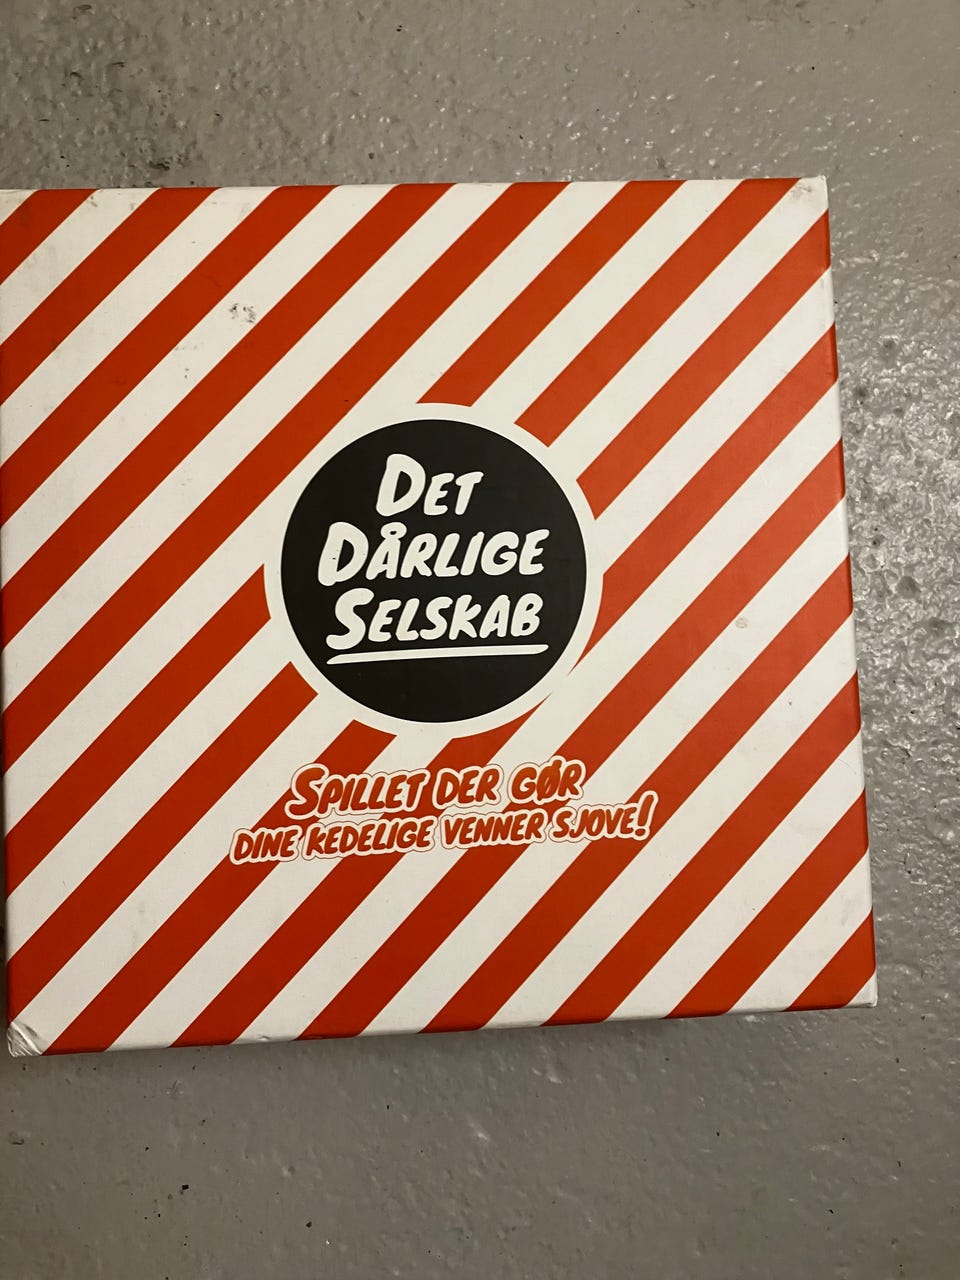 DET
DÅRLIGE
SELSKAB
SPILLET DER GØR
DINE KEDELIGE VENNER SJOVE!